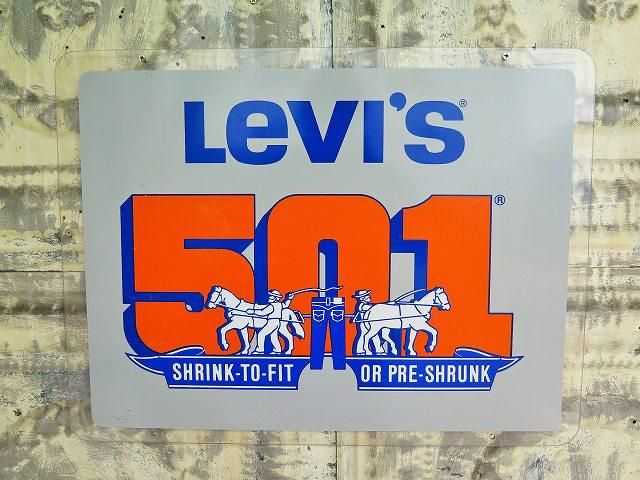 LEVI'S®
501®
SHRINK-TO-FIT OR PRE-SHRUNK